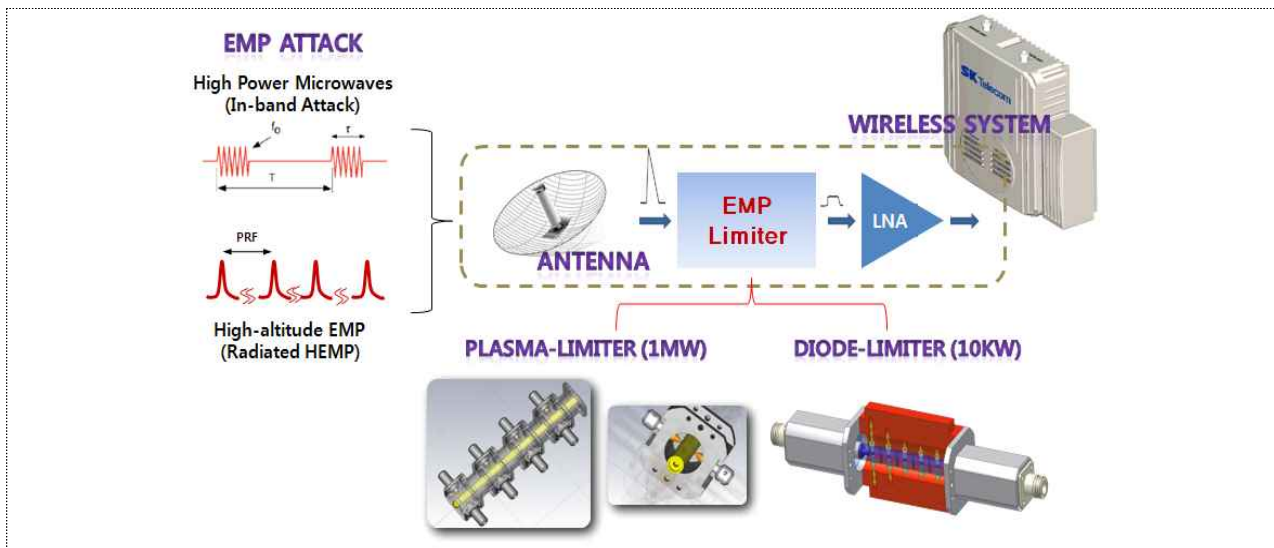 EMP ATTACK
High Power Microwaves
(In-band Attack)
f₀
τ
T
PRF
High-altitude EMP
(Radiated HEMP)
SK Telecom
WIRELESS SYSTEM
ANTENNA
EMP
Limiter
LNA
PLASMA-LIMITER (1MW)
DIODE-LIMITER (10KW)